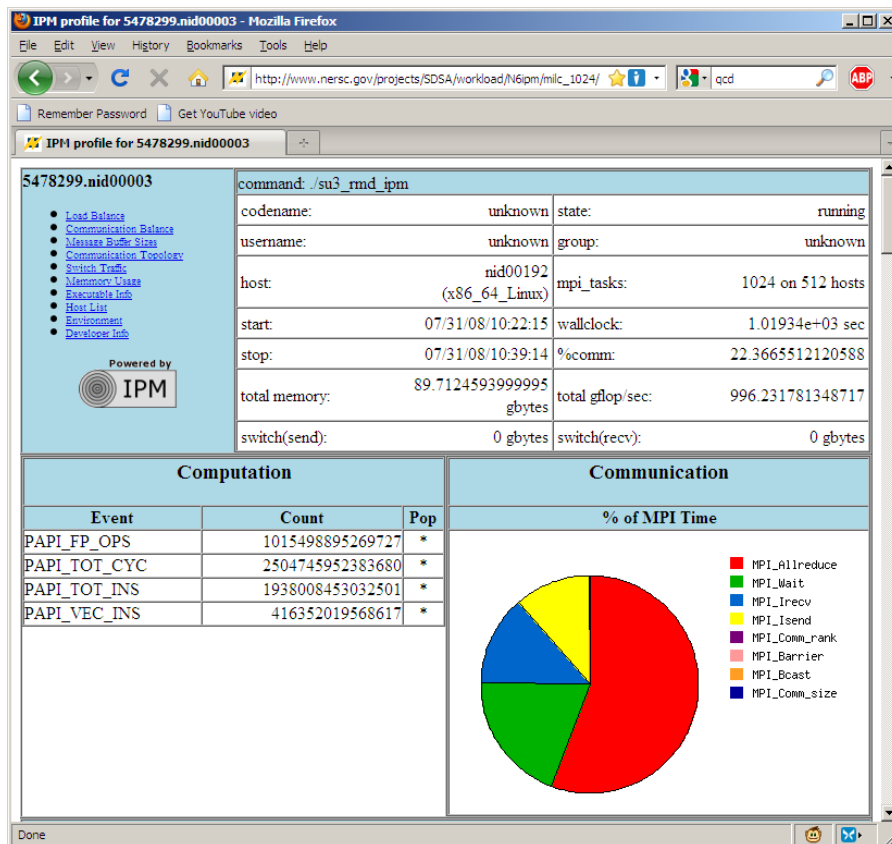 IPM profile for 5478299.nid00003 - Mozilla Firefox
File Edit View History Bookmarks Tools Help
http://www.nersc.gov/projects/SDSA/workload/N6ipm/milc_1024/
qcd
ABP
Remember Password Get YouTube video
IPM profile for 5478299.nid00003
5478299.nid00003
Load Balance
Communication Balance
Message Buffer Sizes
Communication Topology
Switch Traffic
Memmory Usage
Executable Info
Host List
Environment
Developer Info
Powered by
IPM
command: ./su3_rmd_ipm
codename: unknown state: running
username: unknown group: unknown
host: nid00192 (x86_64_Linux) mpi_tasks: 1024 on 512 hosts
start: 07/31/08/10:22:15 wallclock: 1.01934e+03 sec
stop: 07/31/08/10:39:14 %comm: 22.3665512120588
total memory: 89.7124593999995 gbytes total gflop/sec: 996.231781348717
switch(send): 0 gbytes switch(recv): 0 gbytes
Computation
Event Count Pop
PAPI_FP_OPS 1015498895269727 *
PAPI_TOT_CYC 2504745952383680 *
PAPI_TOT_INS 1938008453032501 *
PAPI_VEC_INS 416352019568617 *
Communication
% of MPI Time
MPI_Allreduce
MPI_Wait
MPI_Irecv
MPI_Isend
MPI_Comm_rank
MPI_Barrier
MPI_Bcast
MPI_Comm_size
Done